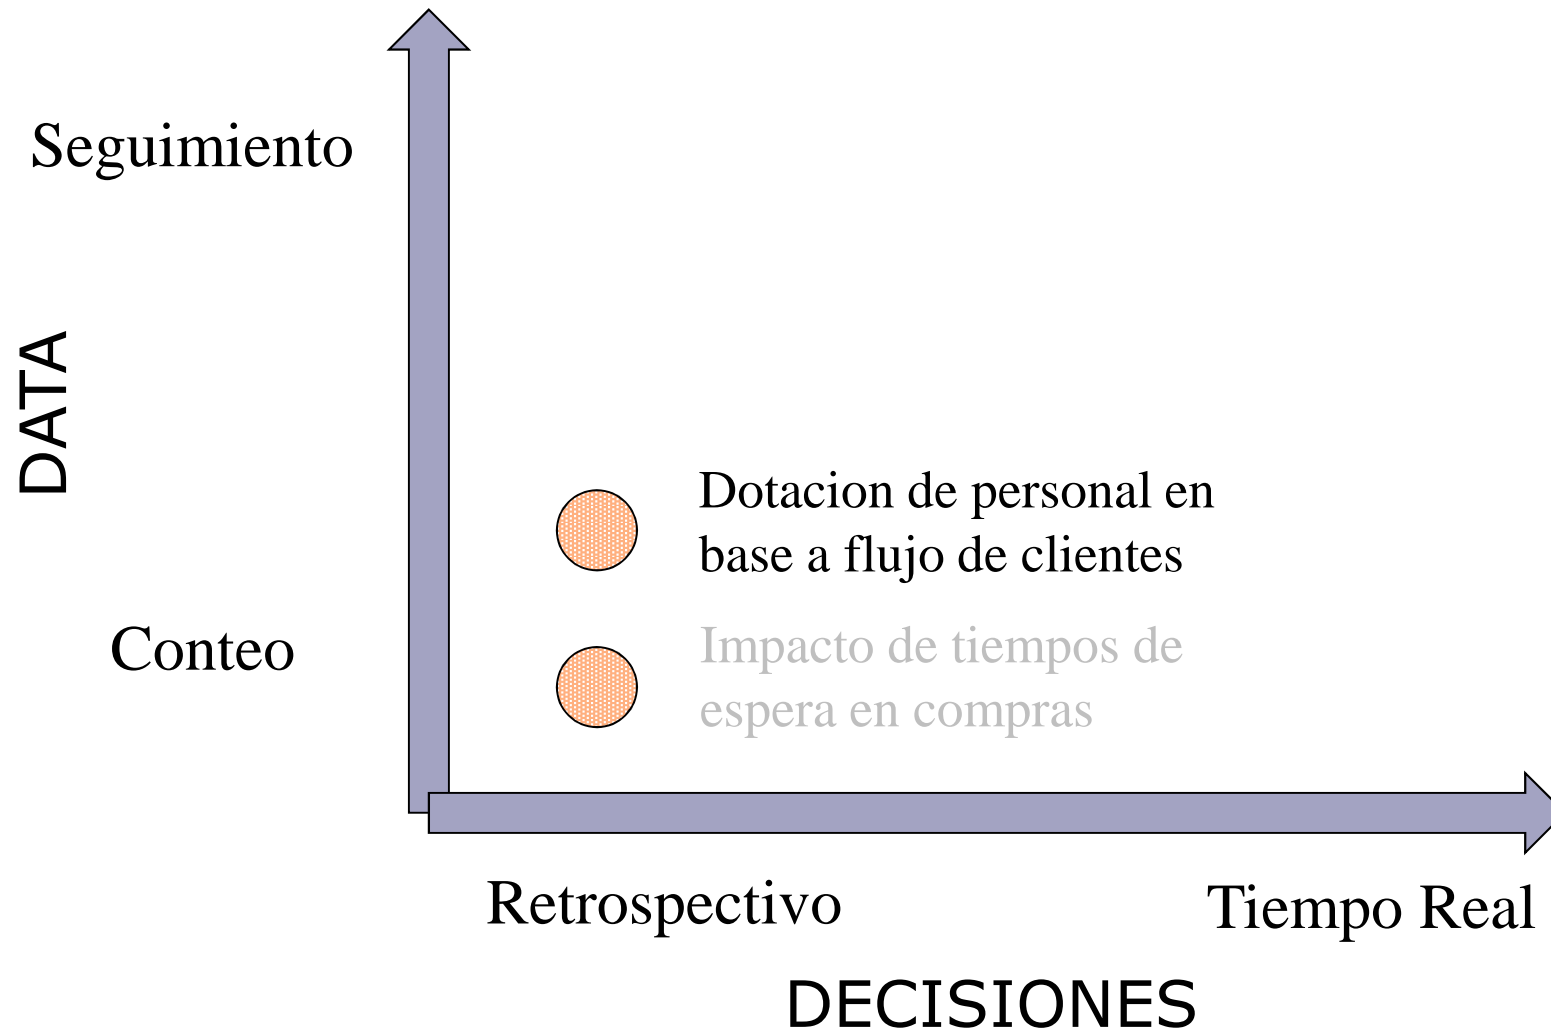 Seguimiento
DATA
Dotacion de personal en
base a flujo de clientes
Conteo
Impacto de tiempos de
espera en compras
Retrospectivo
Tiempo Real
DECISIONES